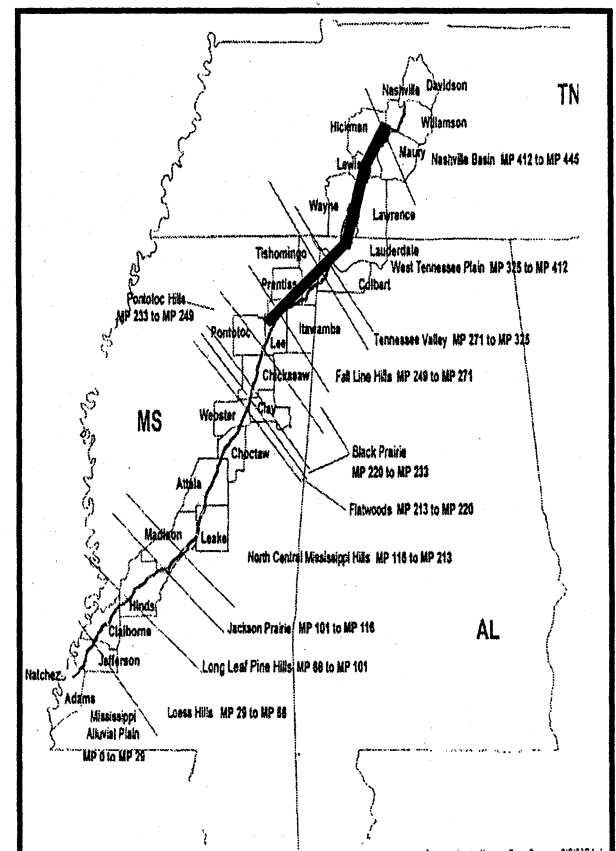 Nashville
Davidson
TN
Hickman
Williamson
Maury
Nashville Basin MP 412 to MP 445
Lewis
Wayne
Lawrence
Lauderdale
Tishomingo
West Tennessee Plain MP 325 to MP 412
Prentiss
Colbert
Pontotoc Hills
MP 233 to MP 249
Pontotoc
Itawamba
Lee
Tennessee Valley MP 271 to MP 325
Chickasaw
Fall Line Hills MP 249 to MP 271
MS
Webster
Clay
Choctaw
Black Prairie
MP 220 to MP 233
Attala
Flatwoods MP 213 to MP 220
Madison
Leake
North Central Mississippi Hills MP 116 to MP 213
Hinds
Jackson Prairie MP 101 to MP 116
AL
Claiborne
Jefferson
Long Leaf Pine Hills MP 66 to MP 101
Natchez
Adams
Loess Hills MP 29 to MP 66
Mississippi
Alluvial Plain
MP 0 to MP 29